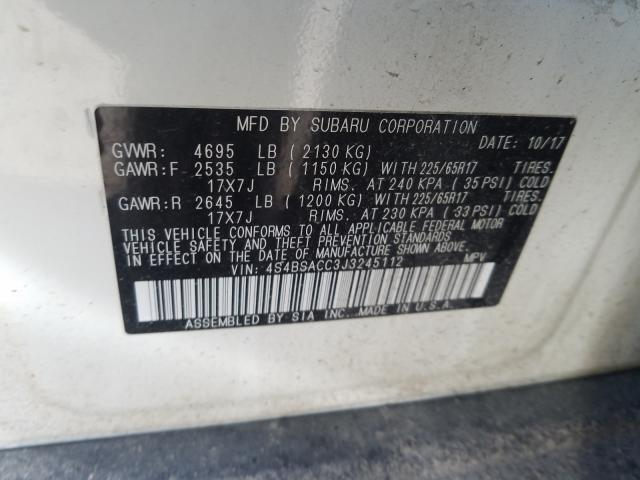 MFD BY SUBARU CORPORATION DATE: 10/17
GVWR: 4695 LB ( 2130 KG)
GAWR:F 2535 LB ( 1150 KG) WITH 225/65R17 TIRES.
17X7J RIMS. AT 240 KPA ( 35 PSI) COLD
GAWR:R 2645 LB ( 1200 KG) WITH 225/65R17 TIRES.
17X7J RIMS. AT 230 KPA ( 33 PSI) COLD
THIS VEHICLE CONFORMS TO ALL APPLICABLE FEDERAL MOTOR
VEHICLE SAFETY AND THEFT PREVENTION STANDARDS
IN EFFECT ON THE DATE OF MANUFACTURE SHOWN ABOVE.
VIN: 4S4BSACC3J3245112 MPV
ASSEMBLED BY SIA INC. MADE IN U.S.A.